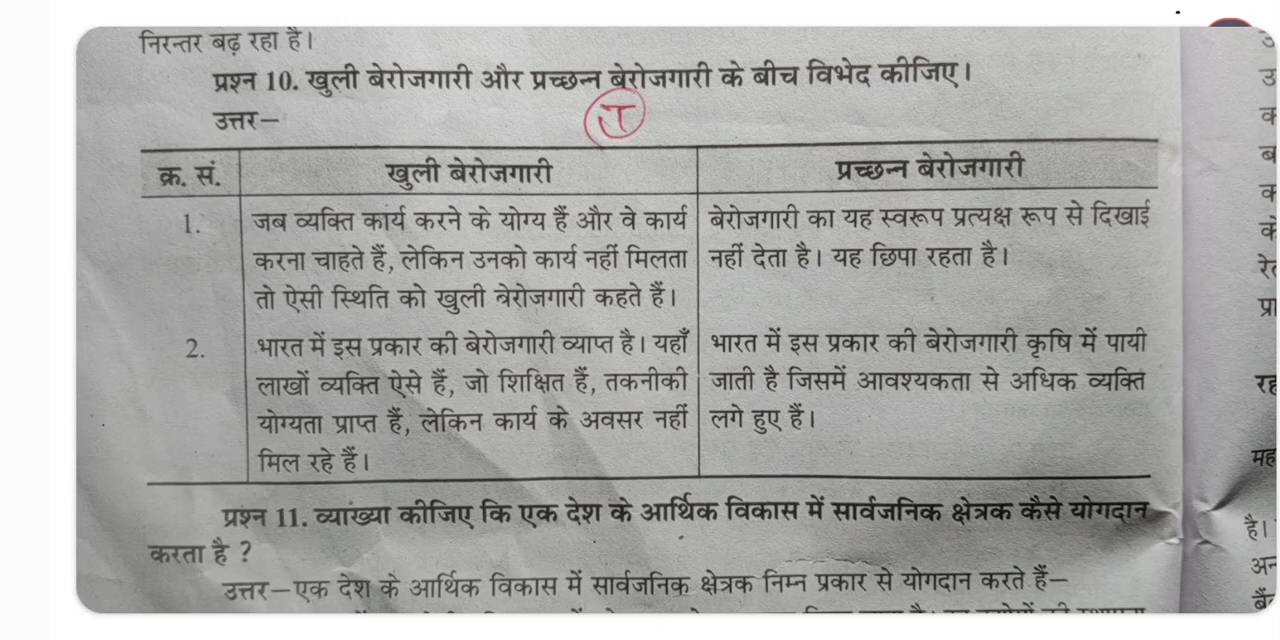 निरन्तर बढ़ रहा है।
प्रश्न 10. खुली बेरोजगारी और प्रच्छन्न बेरोजगारी के बीच विभेद कीजिए।
उत्तर–
क्र. सं. खुली बेरोजगारी प्रच्छन्न बेरोजगारी
1. जब व्यक्ति कार्य करने के योग्य हैं और वे कार्य बेरोजगारी का यह स्वरूप प्रत्यक्ष रूप से दिखाई
करना चाहते हैं, लेकिन उनको कार्य नहीं मिलता नहीं देता है। यह छिपा रहता है।
तो ऐसी स्थिति को खुली बेरोजगारी कहते हैं।
2. भारत में इस प्रकार की बेरोजगारी व्याप्त है। यहाँ भारत में इस प्रकार की बेरोजगारी कृषि में पायी
लाखों व्यक्ति ऐसे हैं, जो शिक्षित हैं, तकनीकी जाती है जिसमें आवश्यकता से अधिक व्यक्ति
योग्यता प्राप्त हैं, लेकिन कार्य के अवसर नहीं लगे हुए हैं।
मिल रहे हैं।
प्रश्न 11. व्यांख्या कीजिए कि एक देश के आर्थिक विकास में सार्वजनिक क्षेत्रक कैसे योगदान
करता है ?
उत्तर–एक देश के आर्थिक विकास में सार्वजनिक क्षेत्रक निम्न प्रकार से योगदान करते हैं–